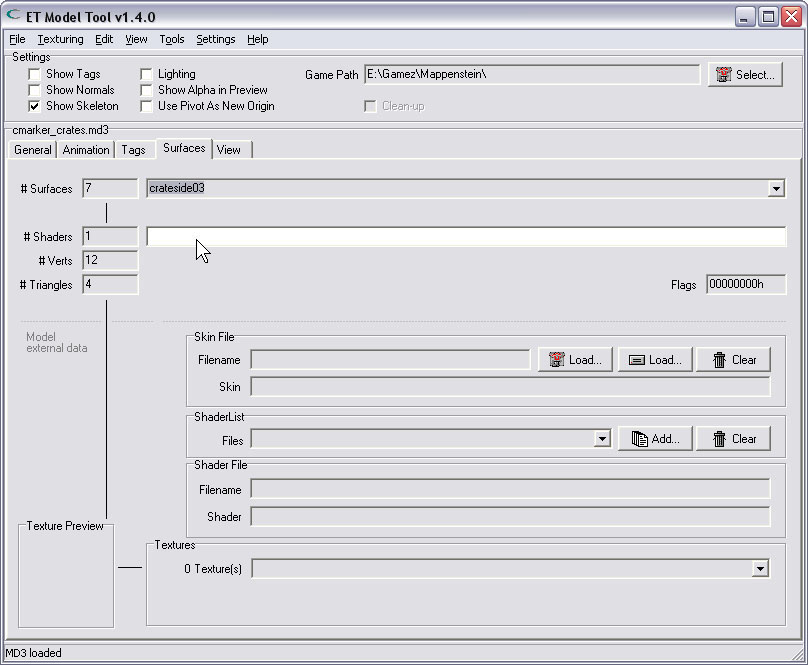 ET Model Tool v1.4.0
File Texturing Edit View Tools Settings Help
Settings
Show Tags Lighting Game Path E:\Gamez\Mappenstein\ Select...
Show Normals Show Alpha in Preview
Show Skeleton Use Pivot As New Origin Clean-up
cmarker_crates.md3
General Animation Tags Surfaces View
# Surfaces 7 crateside03
# Shaders 1
# Verts 12
# Triangles 4 Flags 00000000h
Model
external data
Skin File
Filename Load... Load... Clear
Skin
ShaderList
Files Add... Clear
Shader File
Filename
Shader
Texture Preview
Textures
0 Texture(s)
MD3 loaded